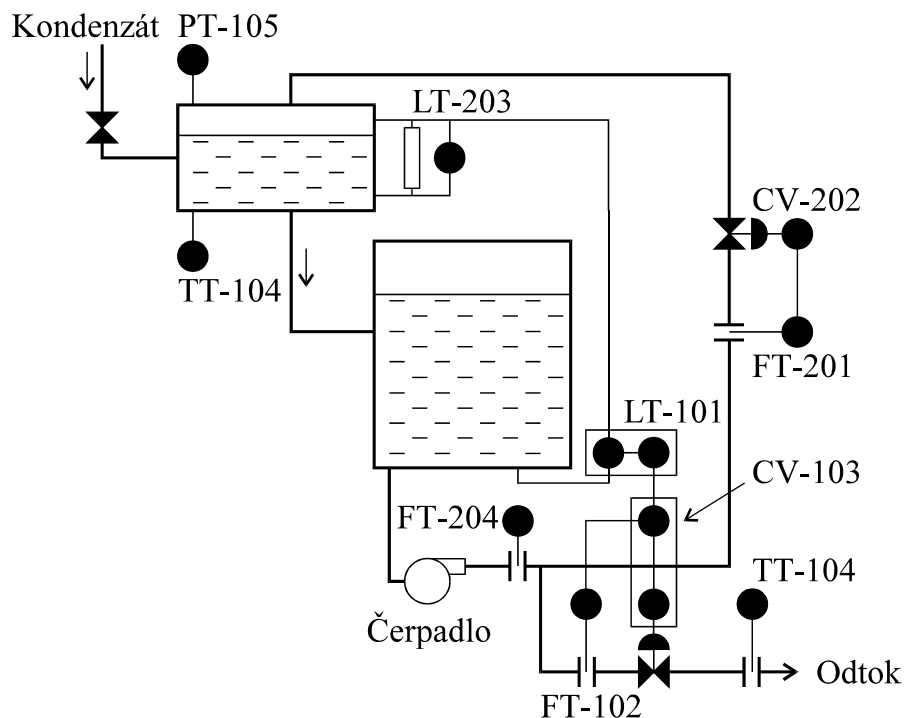 Kondenzát
PT-105
LT-203
CV-202
TT-104
FT-201
LT-101
CV-103
FT-204
TT-104
Čerpadlo
Odtok
FT-102